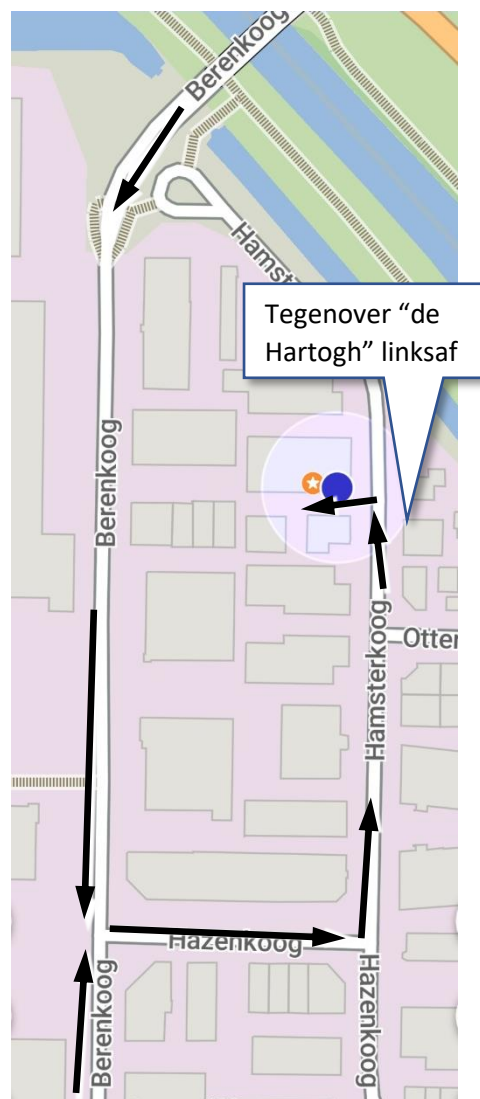 Berenkoog
Hamst
Tegenover “de
Hartogh” linksaf
Berenkoog
Hamsterkoog
Otter
Hazenkoog
Berenkoog
Hazenkoog